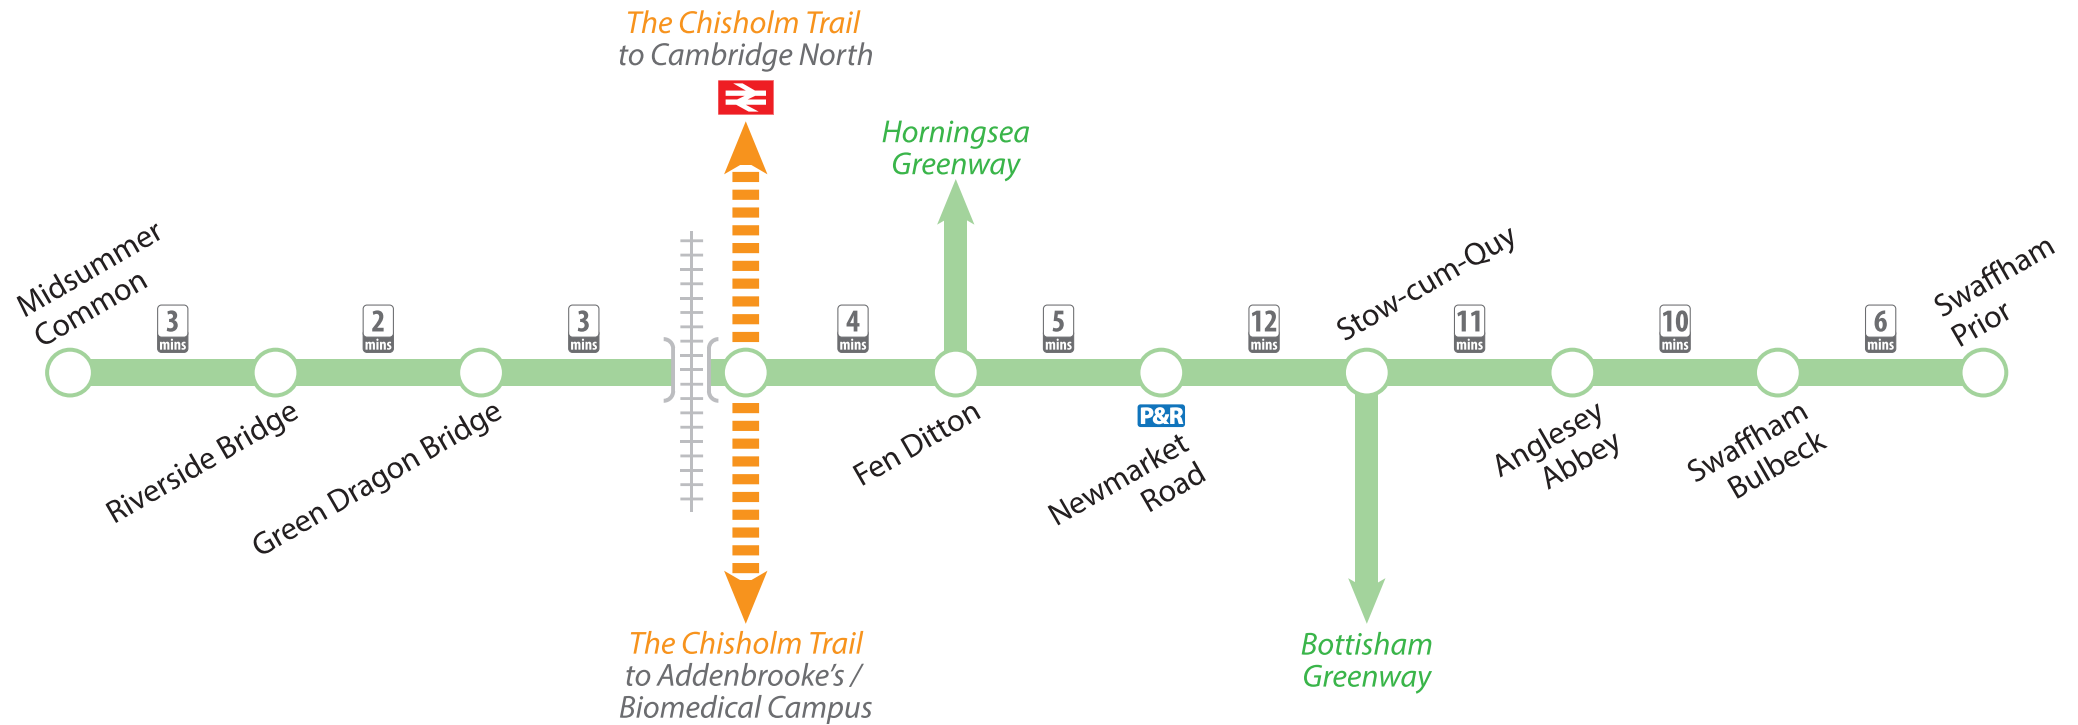 The Chisholm Trail
to Cambridge North
Horningsea
Greenway
Midsummer
Common
3
mins
2
mins
3
mins
4
mins
5
mins
12
mins
Stow-cum-Quy
11
mins
10
mins
6
mins
Swaffham
Prior
Riverside Bridge
Green Dragon Bridge
Fen Ditton
P&R
Newmarket
Road
Anglesey
Abbey
Swaffham
Bulbeck
The Chisholm Trail
to Addenbrooke's /
Biomedical Campus
Bottisham
Greenway